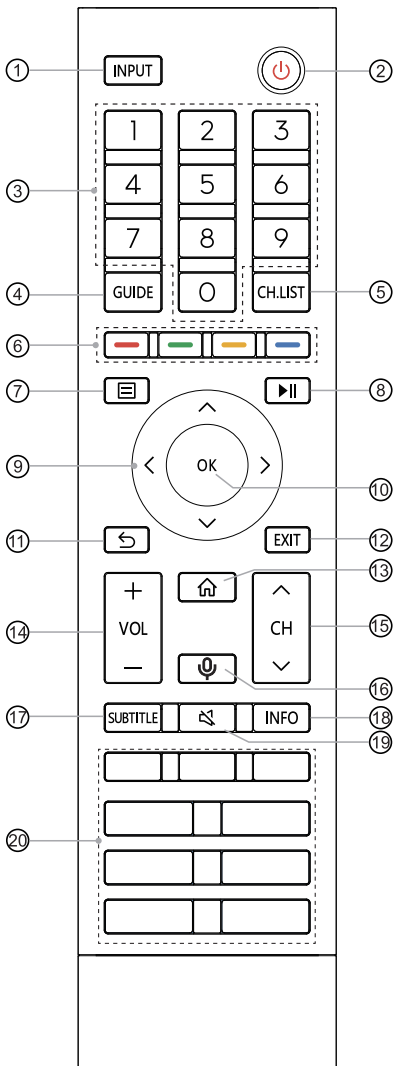 ① INPUT ②
1 2 3
③ 4 5 6
7 8 9
④ GUIDE 0 CH.LIST ⑤
⑥
⑦ ⑧
⑨ OK ⑩
⑪ EXIT ⑫
⑬
⑭ + VOL — CH ⑮
⑯
⑰ SUBTITLE INFO ⑱
⑲
⑳